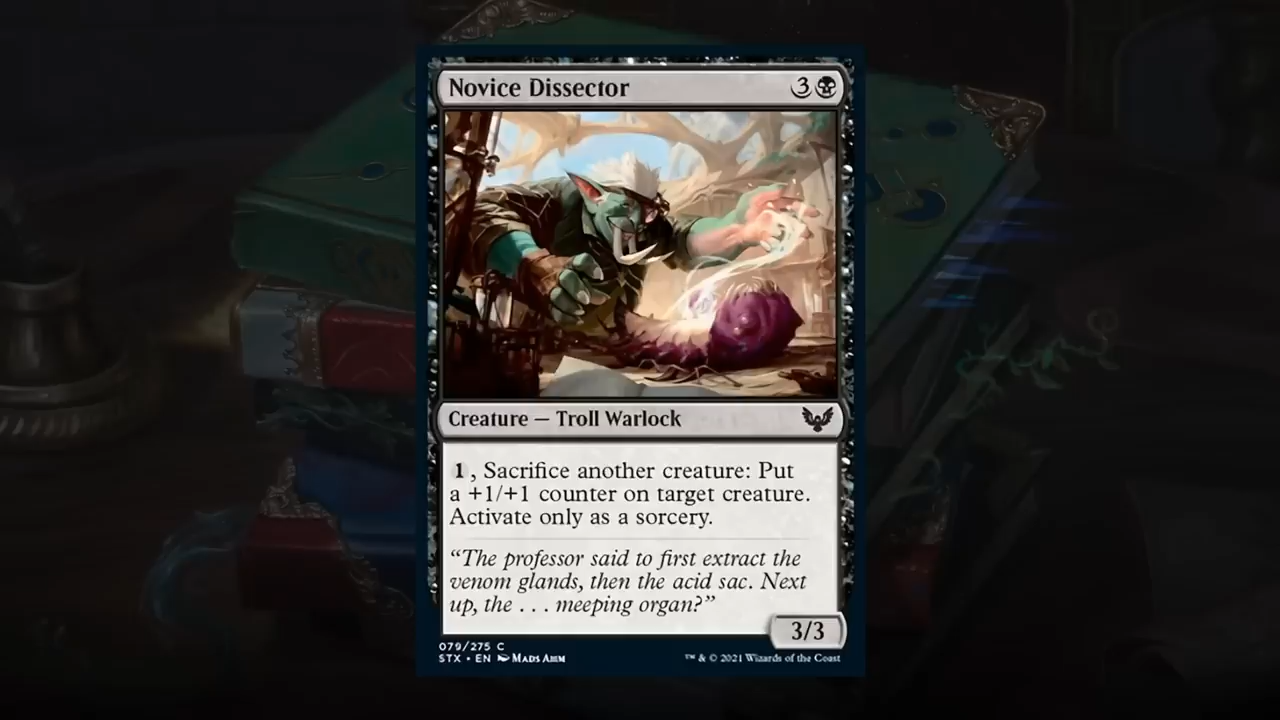 Novice Dissector 3
Creature — Troll Warlock
1, Sacrifice another creature: Put
a +1/+1 counter on target creature.
Activate only as a sorcery.
“The professor said to first extract the
venom glands, then the acid sac. Next
up, the . . . meeping organ?”
3/3
079/275 C
STX • EN MADS AHM
™ & © 2021 Wizards of the Coast